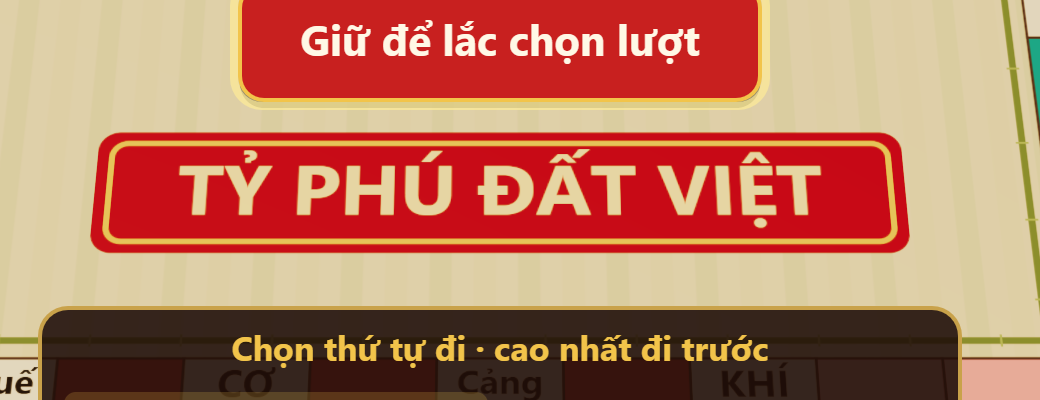 Giữ để lắc chọn lượt
TỶ PHÚ ĐẤT VIỆT
Chọn thứ tự đi · cao nhất đi trước
CƠ
Cảng
KHÍ